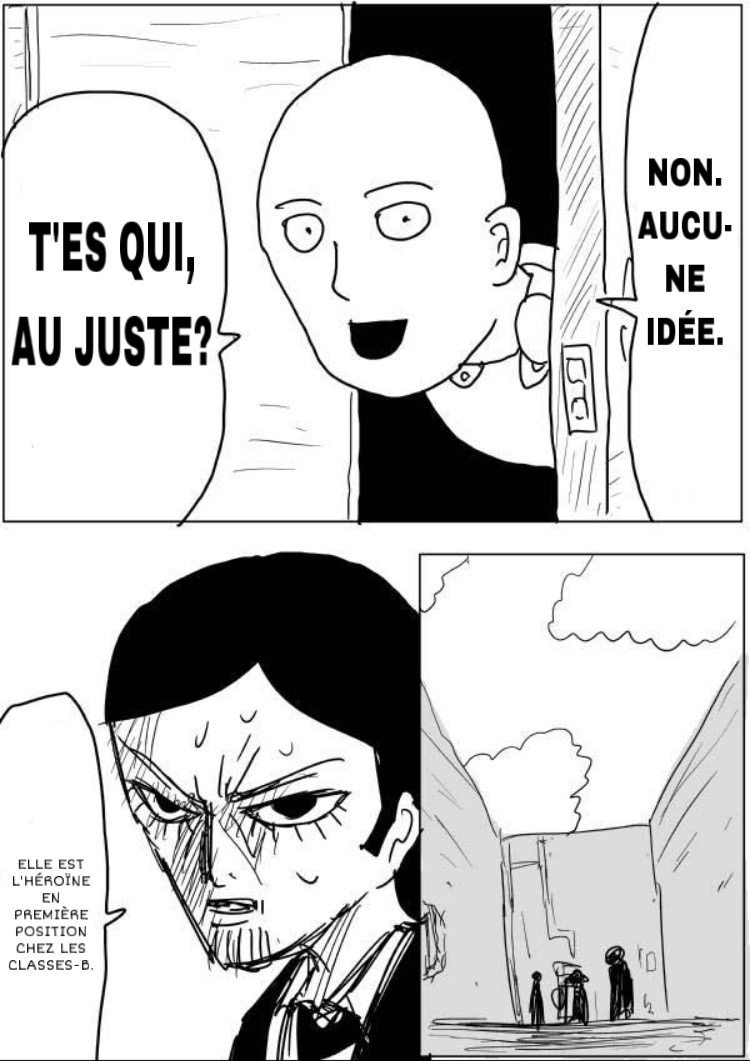 NON.
AUCU-
NE
IDÉE.
T'ES QUI,
AU JUSTE?
ELLE EST
L'HÉROÏNE
EN
PREMIÈRE
POSITION
CHEZ LES
CLASSES-B.